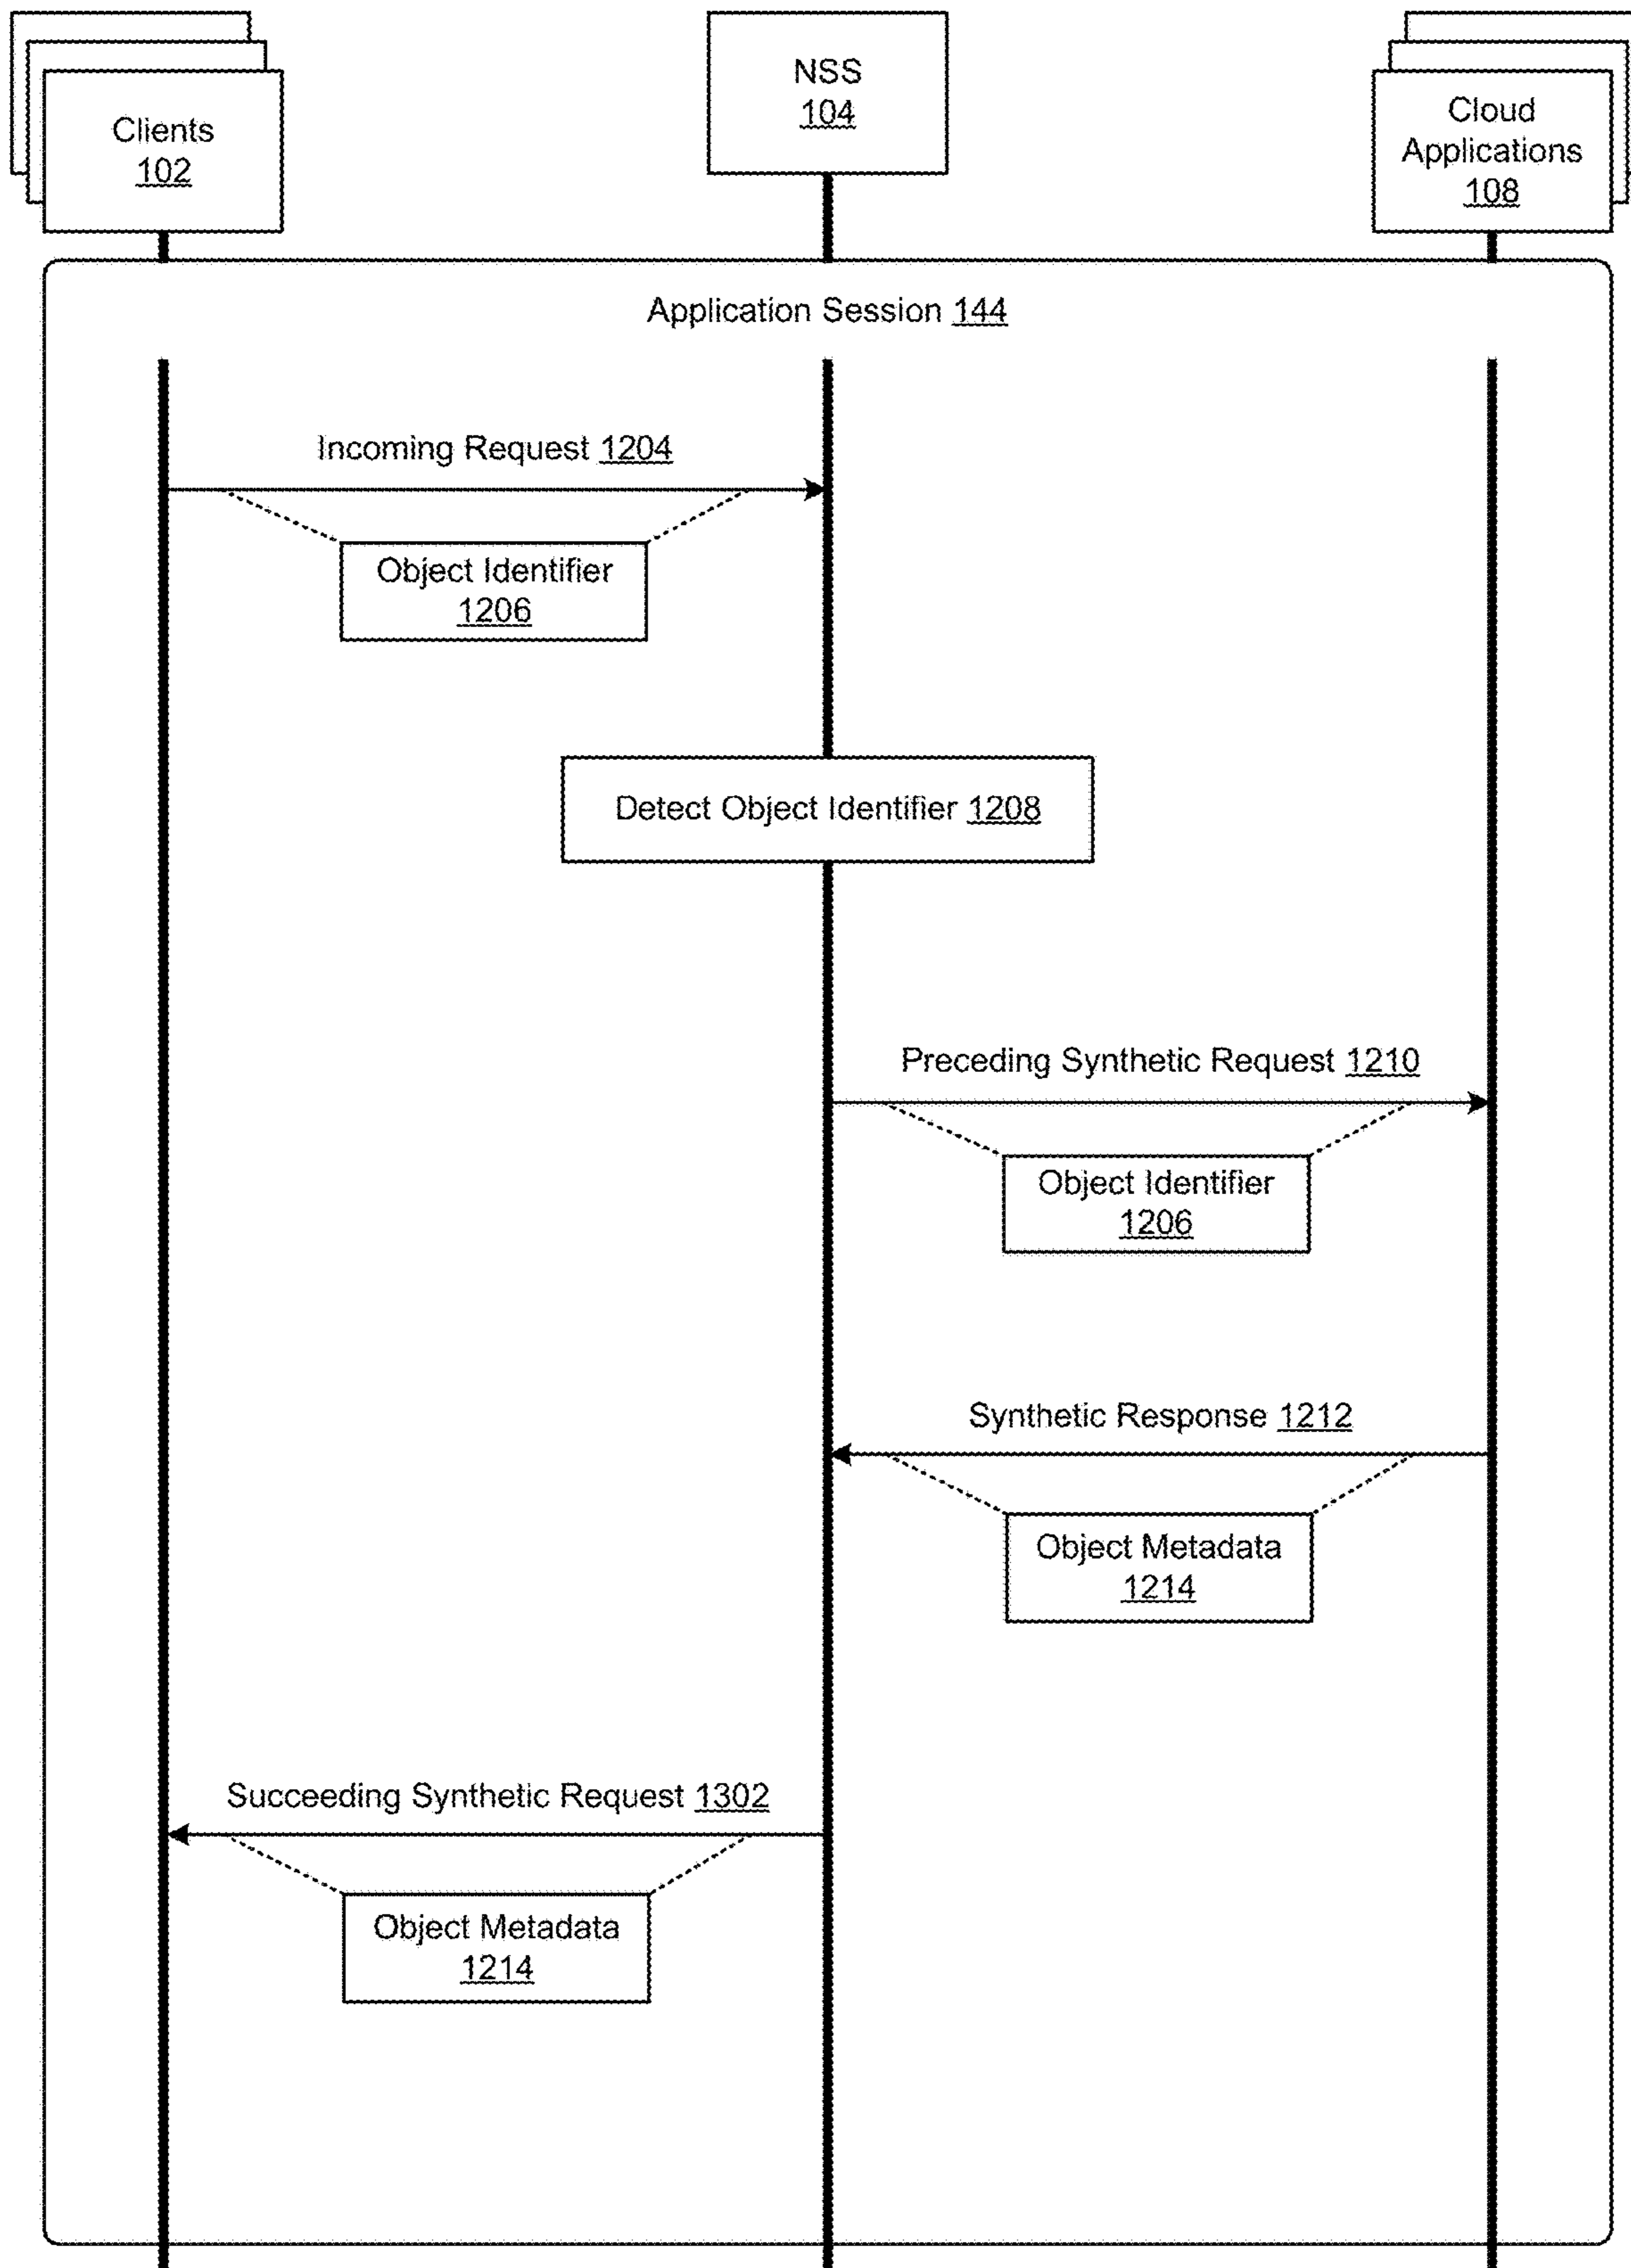 Clients
102
NSS
104
Cloud
Applications
108
Application Session 144
Incoming Request 1204
Object Identifier
1206
Detect Object Identifier 1208
Preceding Synthetic Request 1210
Object Identifier
1206
Synthetic Response 1212
Object Metadata
1214
Succeeding Synthetic Request 1302
Object Metadata
1214